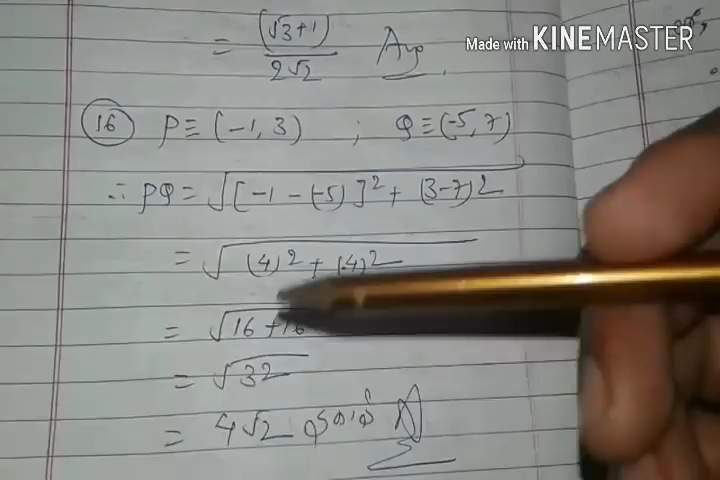 = (√3+1)/2√2 Ans
Made with KINEMASTER
16 P ≡ (-1, 3) ; Q ≡ (-5, 7)
∴ PQ = √[-1-(-5)]²+(3-7)2
= √(4)²+(-4)²
= √16+16
= √32
= 4√2 इकाई